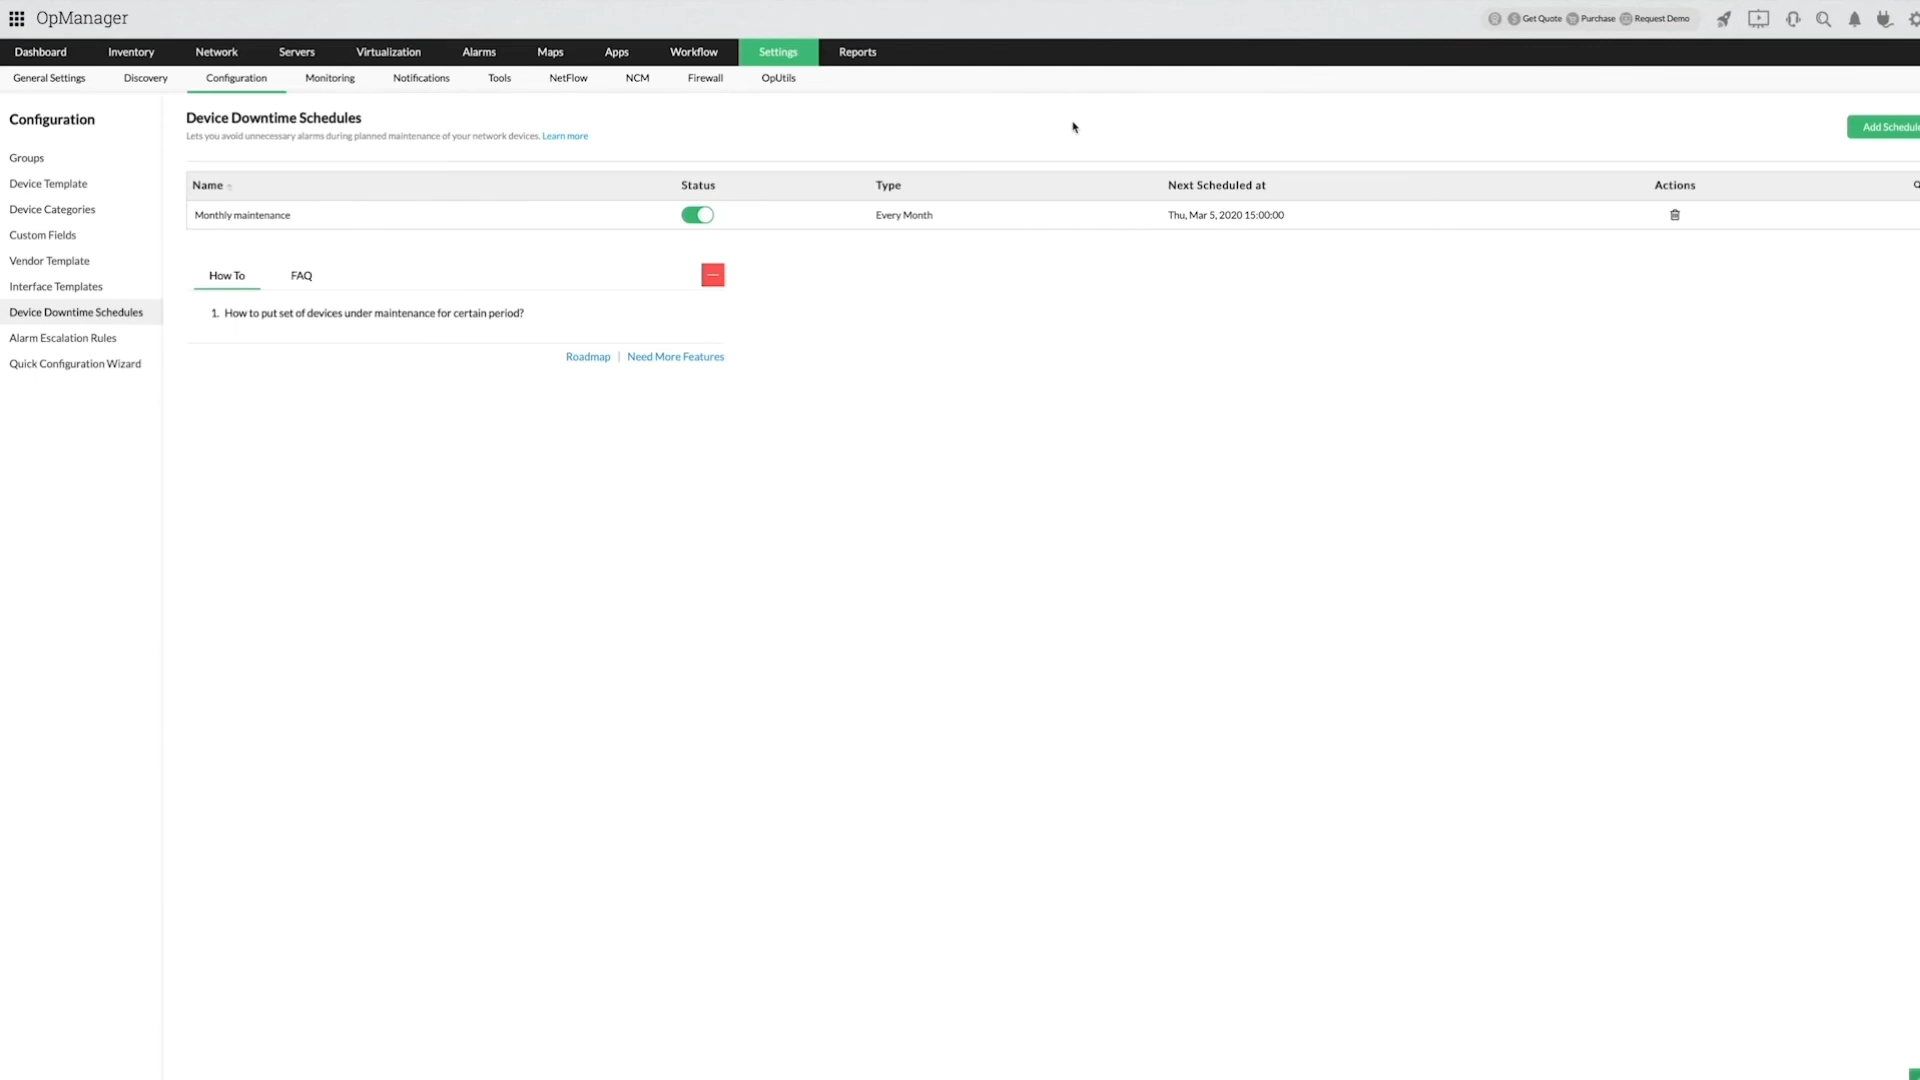 OpManager
Get Quote Purchase Request Demo
Dashboard Inventory Network Servers Virtualization Alarms Maps Apps Workflow Settings Reports
General Settings Discovery Configuration Monitoring Notifications Tools NetFlow NCM Firewall OpUtils
Configuration
Groups
Device Template
Device Categories
Custom Fields
Vendor Template
Interface Templates
Device Downtime Schedules
Alarm Escalation Rules
Quick Configuration Wizard
Device Downtime Schedules
Lets you avoid unnecessary alarms during planned maintenance of your network devices. Learn more
Add Schedule
Name Status Type Next Scheduled at Actions
Monthly maintenance Every Month Thu, Mar 5, 2020 15:00:00
How To FAQ
1. How to put set of devices under maintenance for certain period?
Roadmap | Need More Features